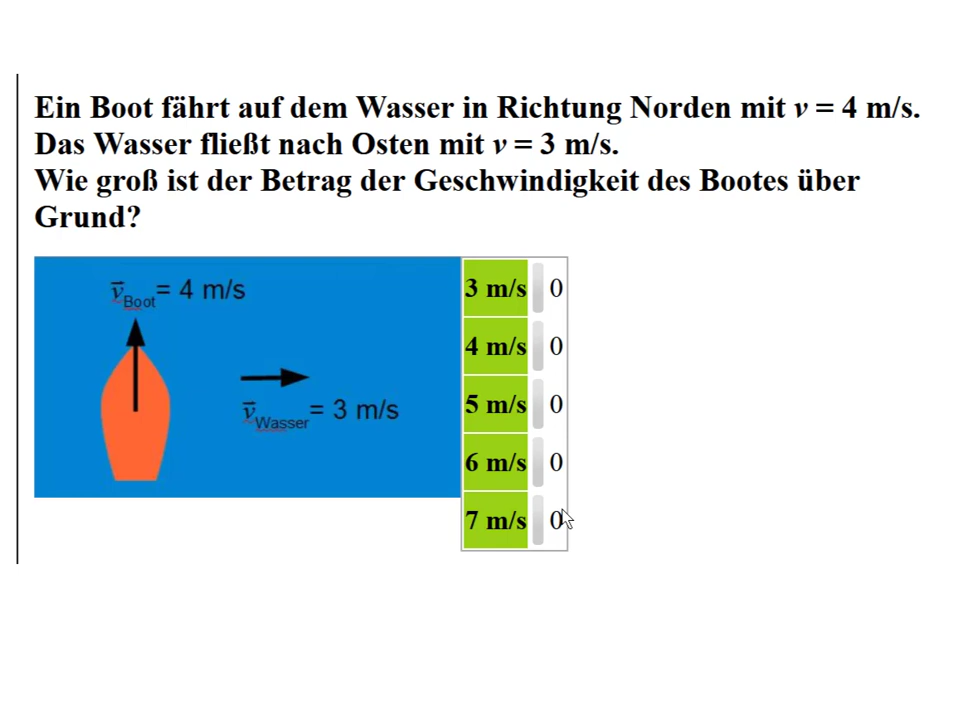 Ein Boot fährt auf dem Wasser in Richtung Norden mit v = 4 m/s.
Das Wasser fließt nach Osten mit v = 3 m/s.
Wie groß ist der Betrag der Geschwindigkeit des Bootes über
Grund?
v⃗Boot= 4 m/s
v⃗Wasser= 3 m/s
3 m/s 0
4 m/s 0
5 m/s 0
6 m/s 0
7 m/s 0